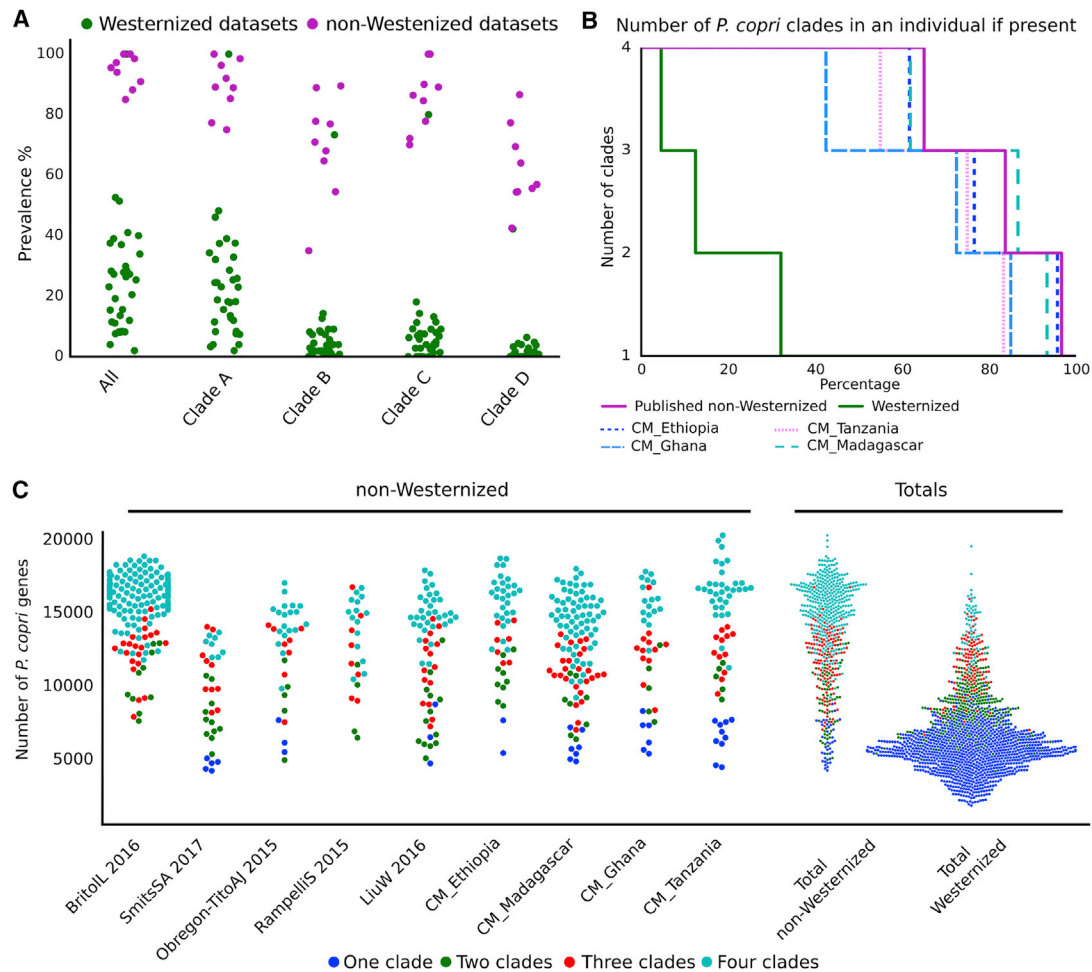 A
Westernized datasets
non-Westenized datasets
Prevalence %
100
80
60
40
20
0
All
Clade A
Clade B
Clade C
Clade D
B
Number of P. copri clades in an individual if present
Number of clades
4
3
2
1
0
20
40
60
80
100
Percentage
Published non-Westernized
Westernized
CM_Ethiopia
CM_Tanzania
CM_Ghana
CM_Madagascar
C
non-Westernized
Totals
Number of P. copri genes
20000
15000
10000
5000
BritoIL 2016
SmitsSA 2017
Obregon-TitoAJ 2015
RampelliS 2015
LiuW 2016
CM_Ethiopia
CM_Madagascar
CM_Ghana
CM_Tanzania
Total
non-Westernized
Total
Westernized
One clade
Two clades
Three clades
Four clades